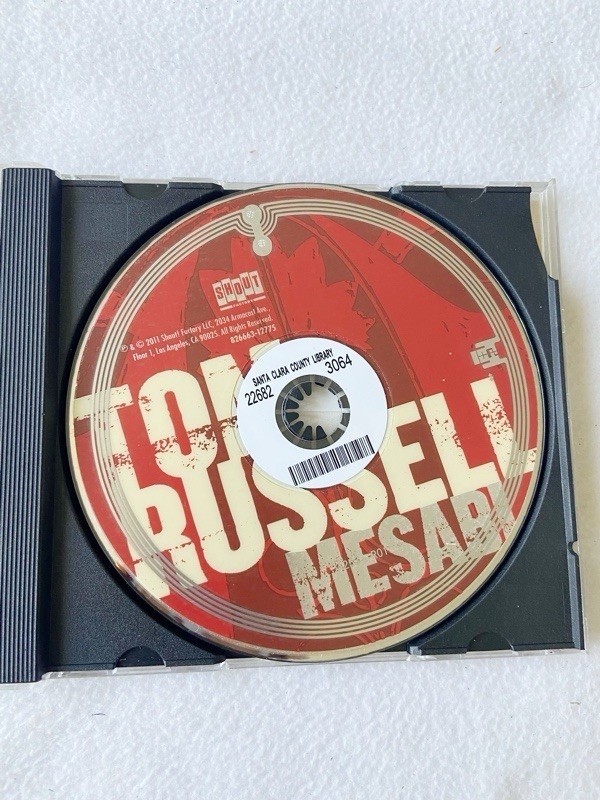 SHOUT
FACTORY
℗ & © 2011 Shout! Factory LLC, 2034 Armacost Ave.,
Floor 1, Los Angeles, CA 90025. All Rights Reserved.
826663-12775
SANTA CLARA COUNTY LIBRARY
22682 3064
TOM
RUSSELL
MESABI